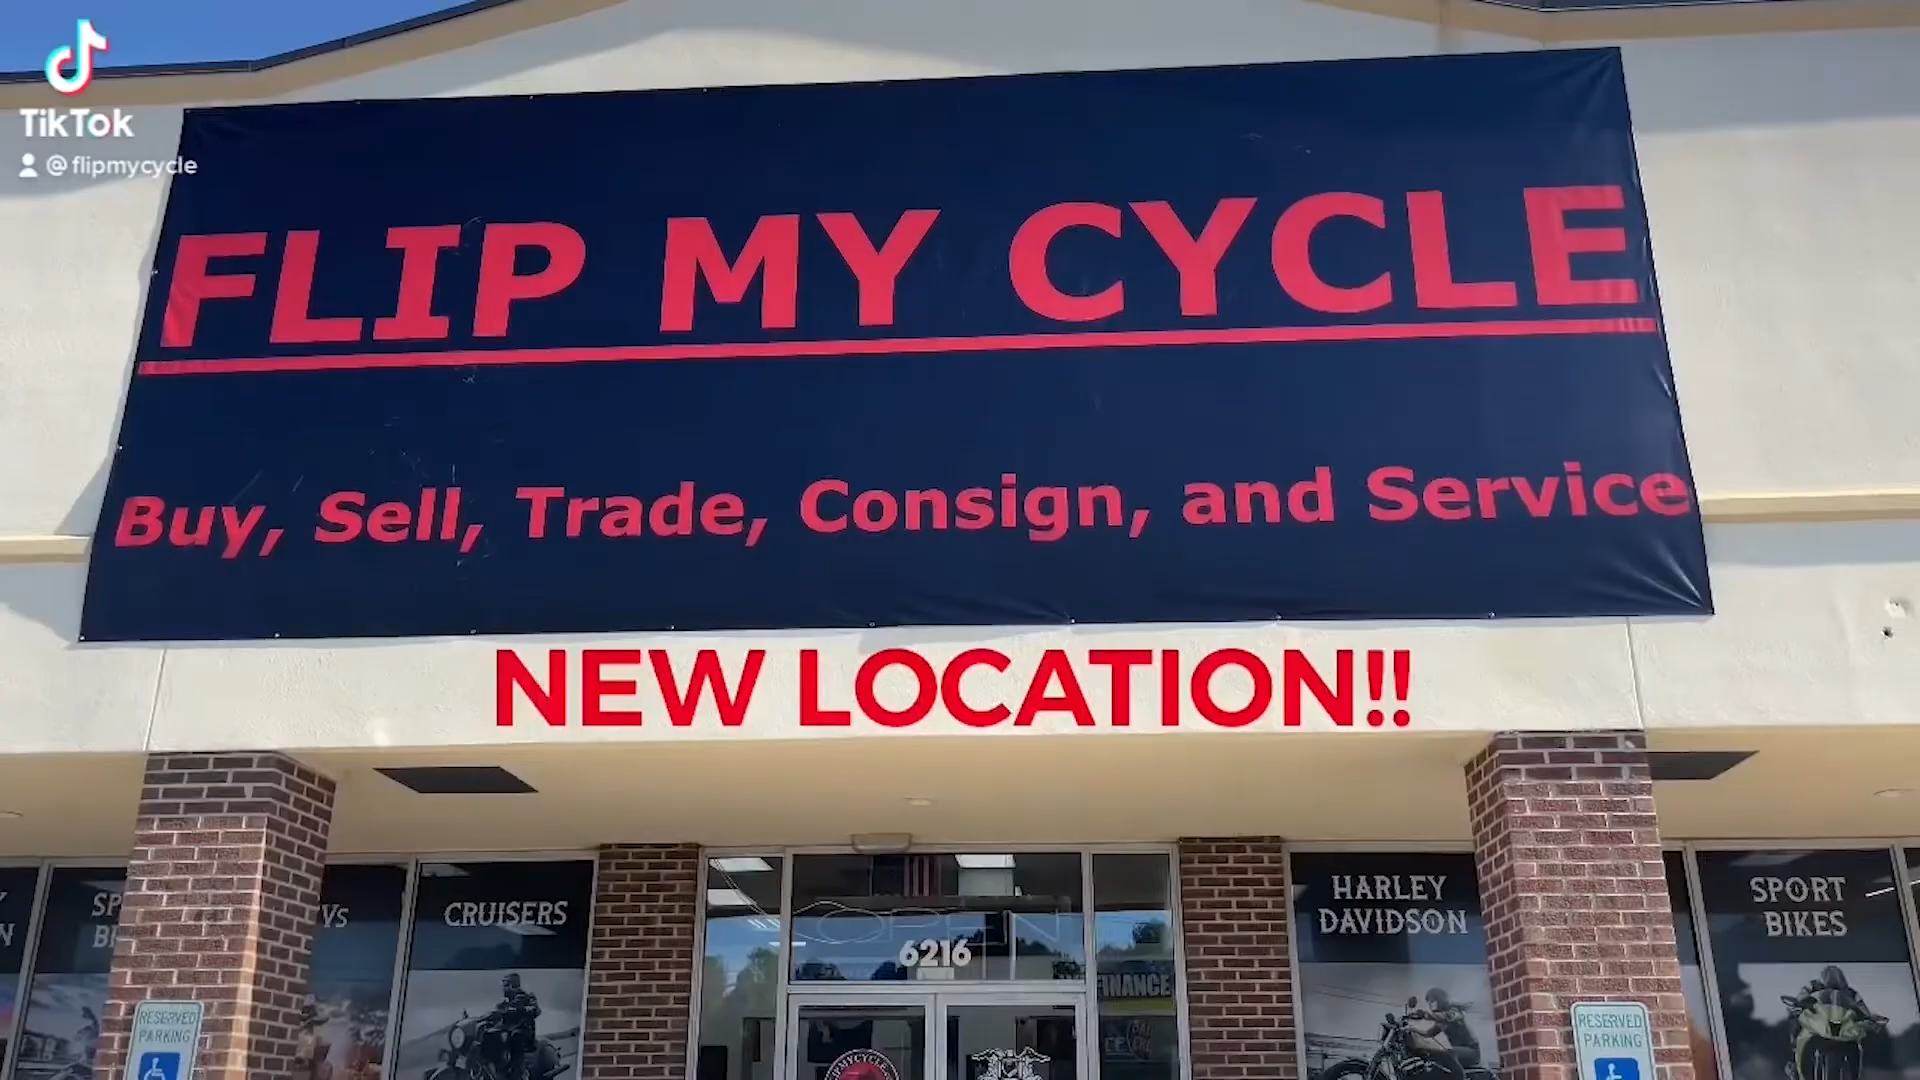 TikTok
@flipmycycle
FLIP MY CYCLE
Buy, Sell, Trade, Consign, and Service
NEW LOCATION!!
CRUISERS
OPEN
6216
FINANCE
HARLEY
DAVIDSON
SPORT
BIKES
RESERVED
PARKING
RESERVED
PARKING